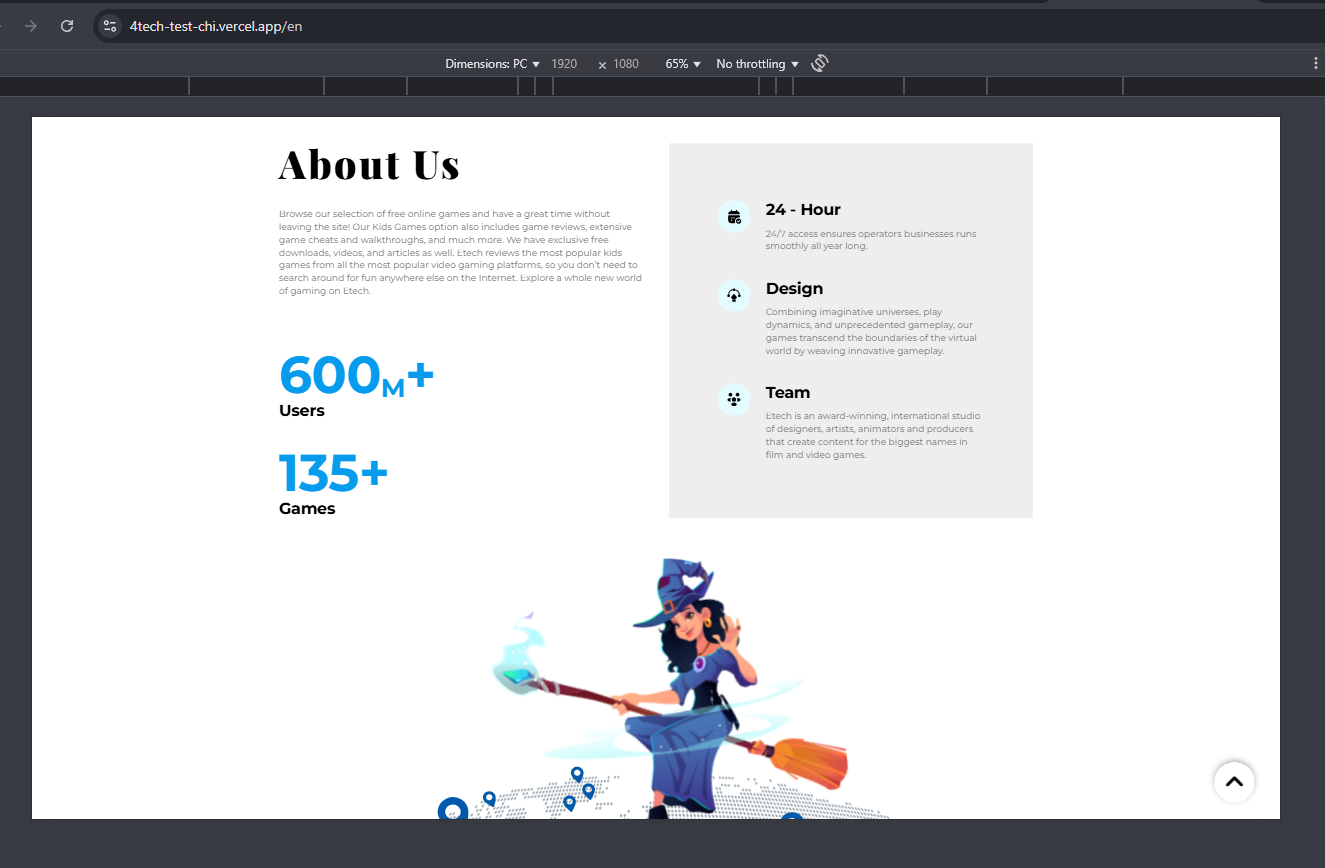 4tech-test-chi.vercel.app/en
Dimensions: PC 1920 × 1080 65% No throttling
About Us
Browse our selection of free online games and have a great time without
leaving the site! Our Kids Games option also includes game reviews, extensive
game cheats and walkthroughs, and much more. We have exclusive free
downloads, videos, and articles as well. Etech reviews the most popular kids
games from all the most popular video gaming platforms, so you don't need to
search around for fun anywhere else on the Internet. Explore a whole new world
of gaming on Etech.
600M+
Users
135+
Games
24 - Hour
24/7 access ensures operators businesses runs
smoothly all year long.
Design
Combining imaginative universes, play
dynamics, and unprecedented gameplay, our
games transcend the boundaries of the virtual
world by weaving innovative gameplay.
Team
Etech is an award-winning, international studio
of designers, artists, animators and producers
that create content for the biggest names in
film and video games.